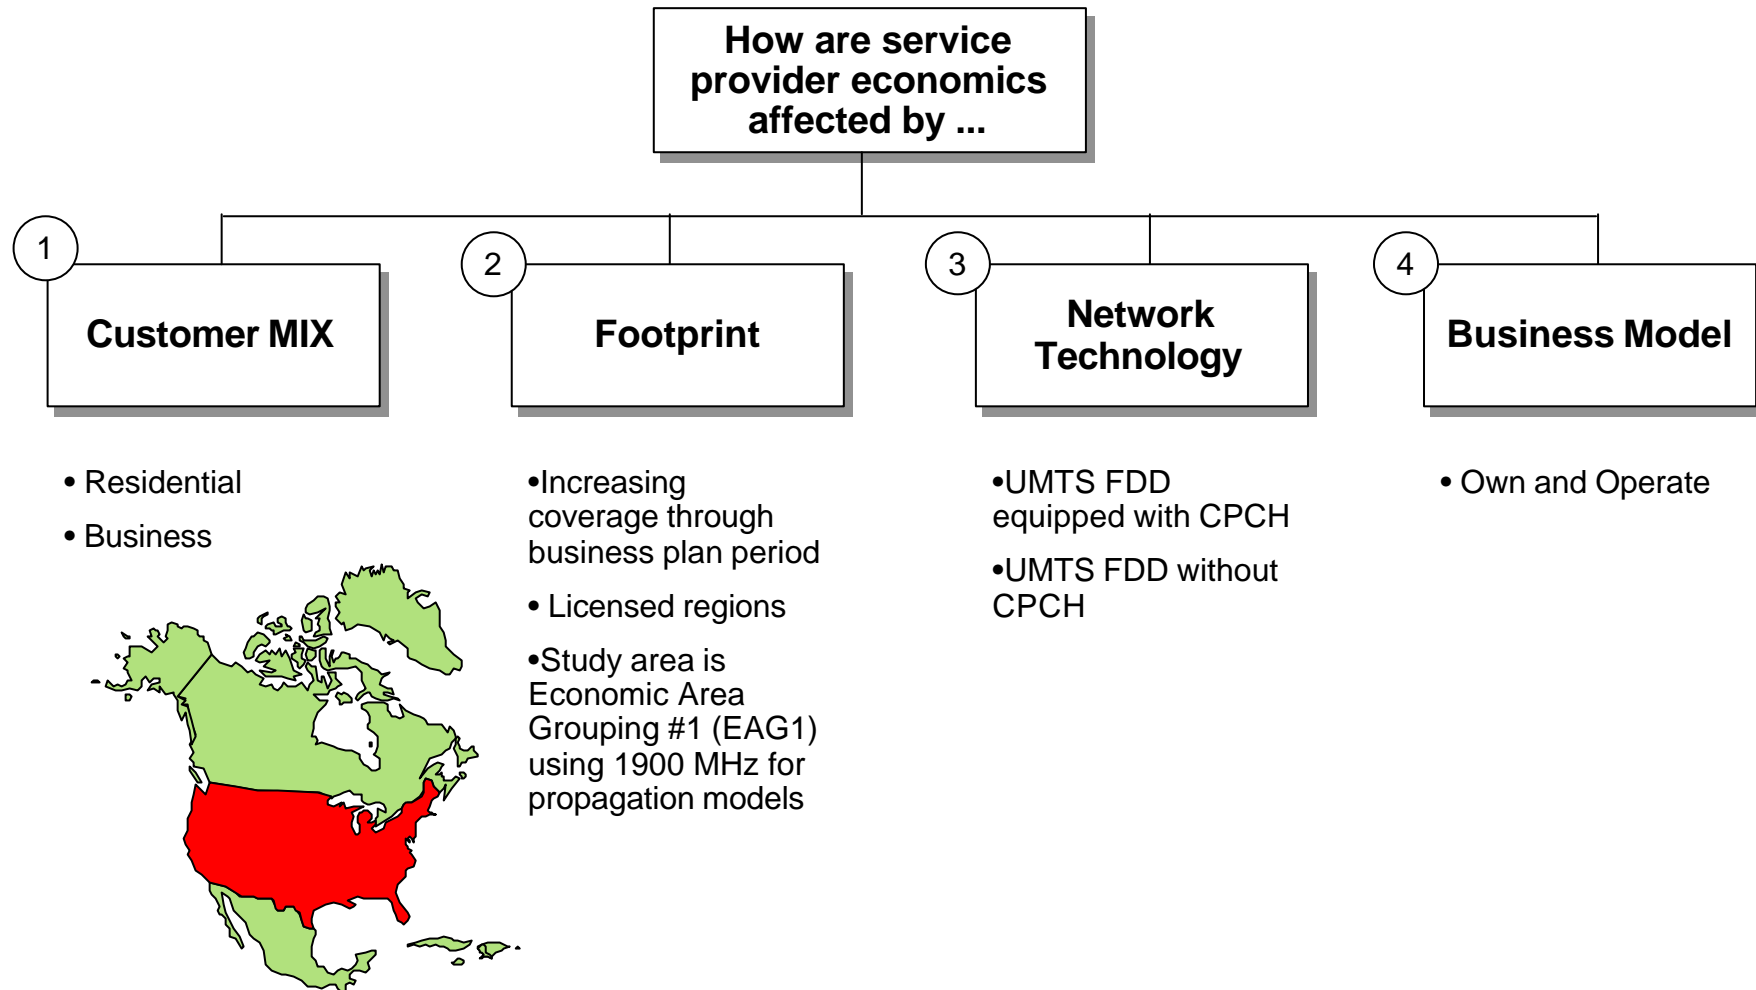 How are service
provider economics
affected by ...
1
Customer MIX
• Residential
• Business
2
Footprint
•Increasing
coverage through
business plan period
• Licensed regions
•Study area is
Economic Area
Grouping #1 (EAG1)
using 1900 MHz for
propagation models
3
Network
Technology
•UMTS FDD
equipped with CPCH
•UMTS FDD without
CPCH
4
Business Model
• Own and Operate